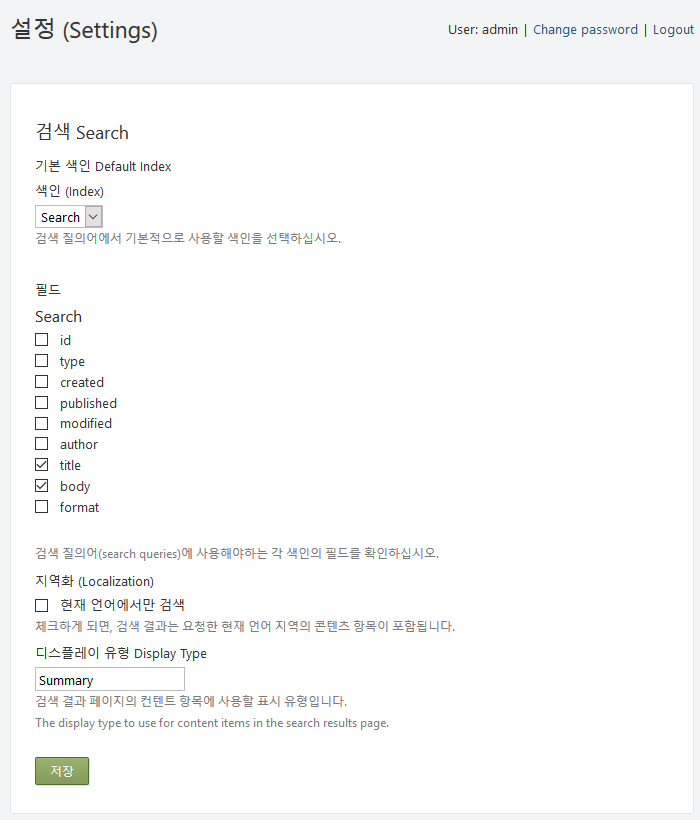 설정 (Settings)
User: admin | Change password | Logout
검색 Search
기본 색인 Default Index
색인 (Index)
Search
검색 질의어에서 기본적으로 사용할 색인을 선택하십시오.
필드
Search
id
type
created
published
modified
author
title
body
format
검색 질의어(search queries)에 사용해야하는 각 색인의 필드를 확인하십시오.
지역화 (Localization)
현재 언어에서만 검색
체크하게 되면, 검색 결과는 요청한 현재 언어 지역의 콘텐츠 항목이 포함됩니다.
디스플레이 유형 Display Type
Summary
검색 결과 페이지의 컨텐트 항목에 사용할 표시 유형입니다.
The display type to use for content items in the search results page.
저장